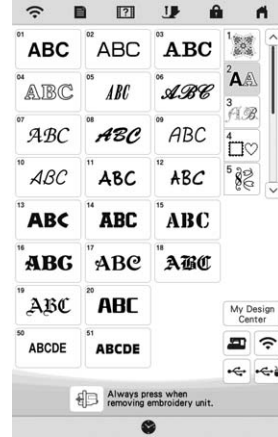 01 ABC 02 ABC 03 ABC 1
04 ABC 05 ABC 06 ABC 2 AA
07 ABC 08 ABC 09 ABC 3 A.B.
10 ABC 11 ABC 12 ABC 4
13 ABC 14 ABC 15 ABC 5
16 ABC 17 ABC 18 ABC
19 ABC 20 ABC
My Design
Center
50 ABCDE 51 ABCDE
Always press when
removing embroidery unit.